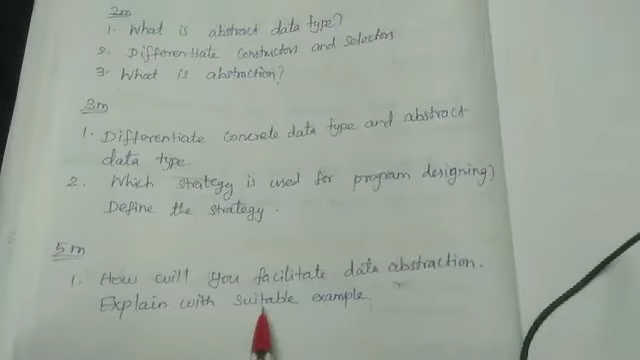 2m
1. What is abstract data type?
2. Differentiate constructors and selectors
3. What is abstraction?
3m
1. Differentiate concrete data type and abstract
data type.
2. Which strategy is used for program designing?
Define the strategy.
5m
1. How will you facilitate data abstraction.
Explain with suitable example.